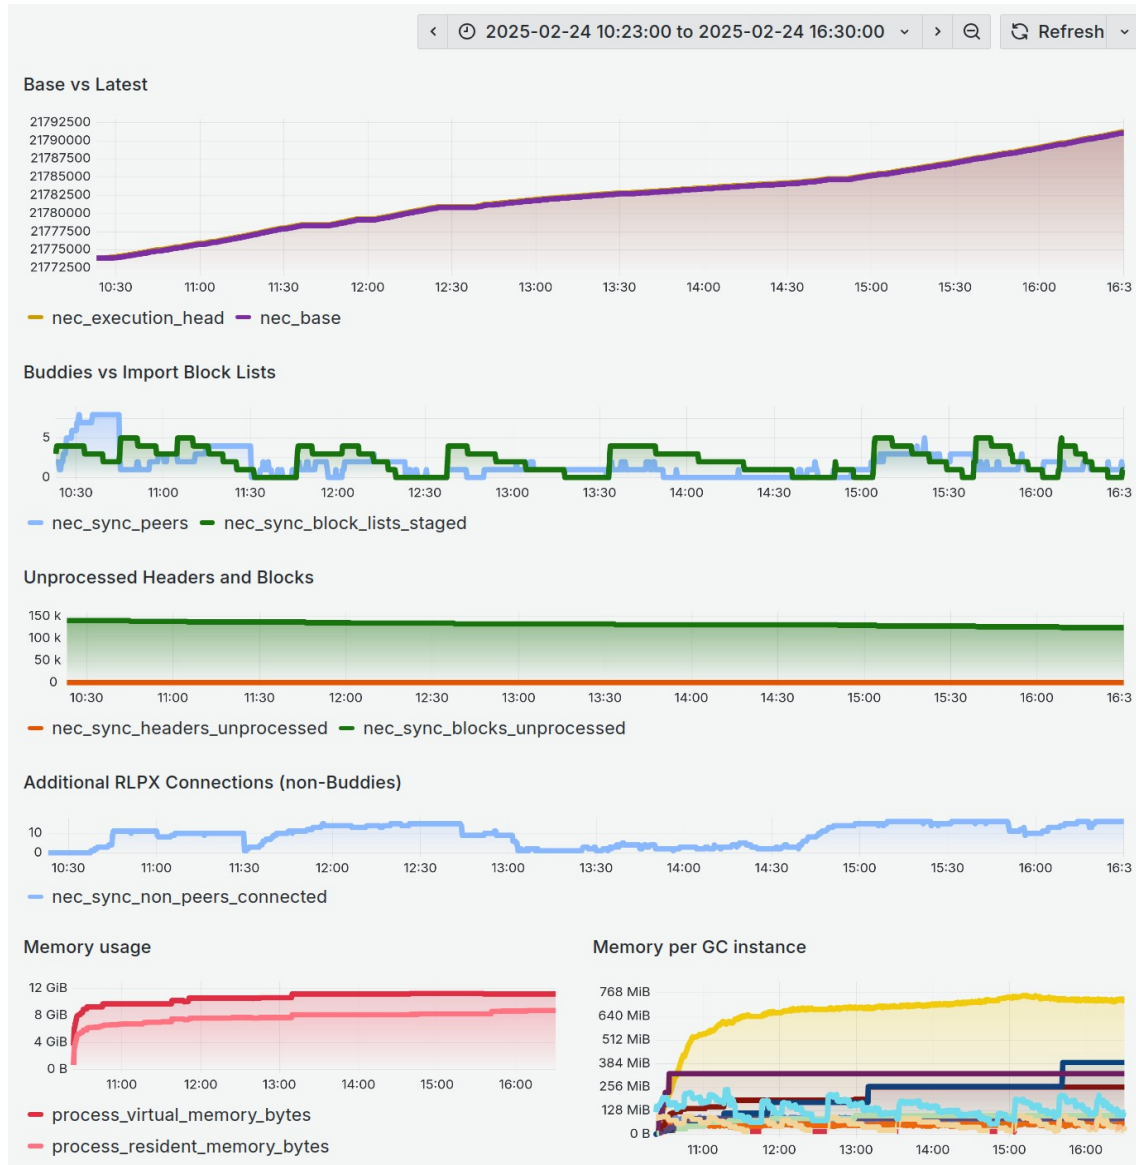 2025-02-24 10:23:00 to 2025-02-24 16:30:00 Refresh
Base vs Latest
21792500
21790000
21787500
21785000
21782500
21780000
21777500
21775000
21772500
10:30 11:00 11:30 12:00 12:30 13:00 13:30 14:00 14:30 15:00 15:30 16:00 16:3
nec_execution_head nec_base
Buddies vs Import Block Lists
5
0
10:30 11:00 11:30 12:00 12:30 13:00 13:30 14:00 14:30 15:00 15:30 16:00 16:3
nec_sync_peers nec_sync_block_lists_staged
Unprocessed Headers and Blocks
150 k
100 k
50 k
0
10:30 11:00 11:30 12:00 12:30 13:00 13:30 14:00 14:30 15:00 15:30 16:00 16:3
nec_sync_headers_unprocessed nec_sync_blocks_unprocessed
Additional RLPX Connections (non-Buddies)
10
0
10:30 11:00 11:30 12:00 12:30 13:00 13:30 14:00 14:30 15:00 15:30 16:00 16:3
nec_sync_non_peers_connected
Memory usage
12 GiB
8 GiB
4 GiB
0 B
11:00 12:00 13:00 14:00 15:00 16:00
process_virtual_memory_bytes
process_resident_memory_bytes
Memory per GC instance
768 MiB
640 MiB
512 MiB
384 MiB
256 MiB
128 MiB
0 B
11:00 12:00 13:00 14:00 15:00 16:00